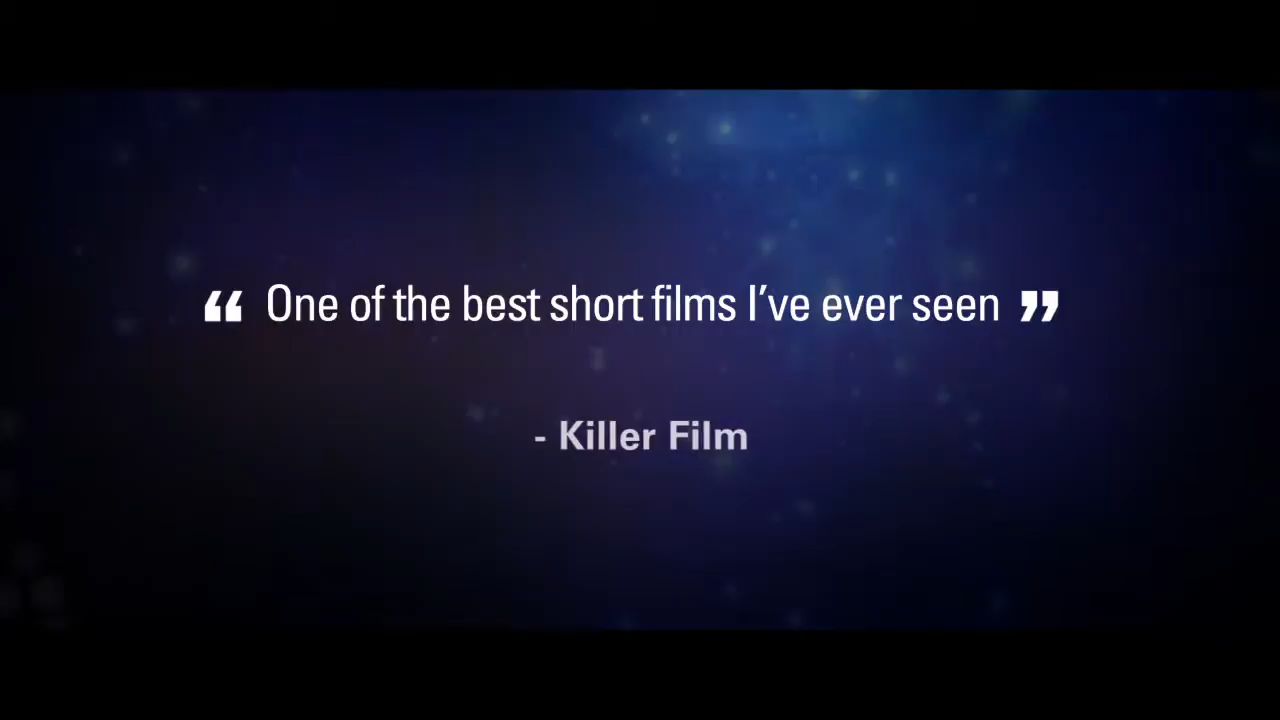 “ One of the best short films I’ve ever seen ”
- Killer Film